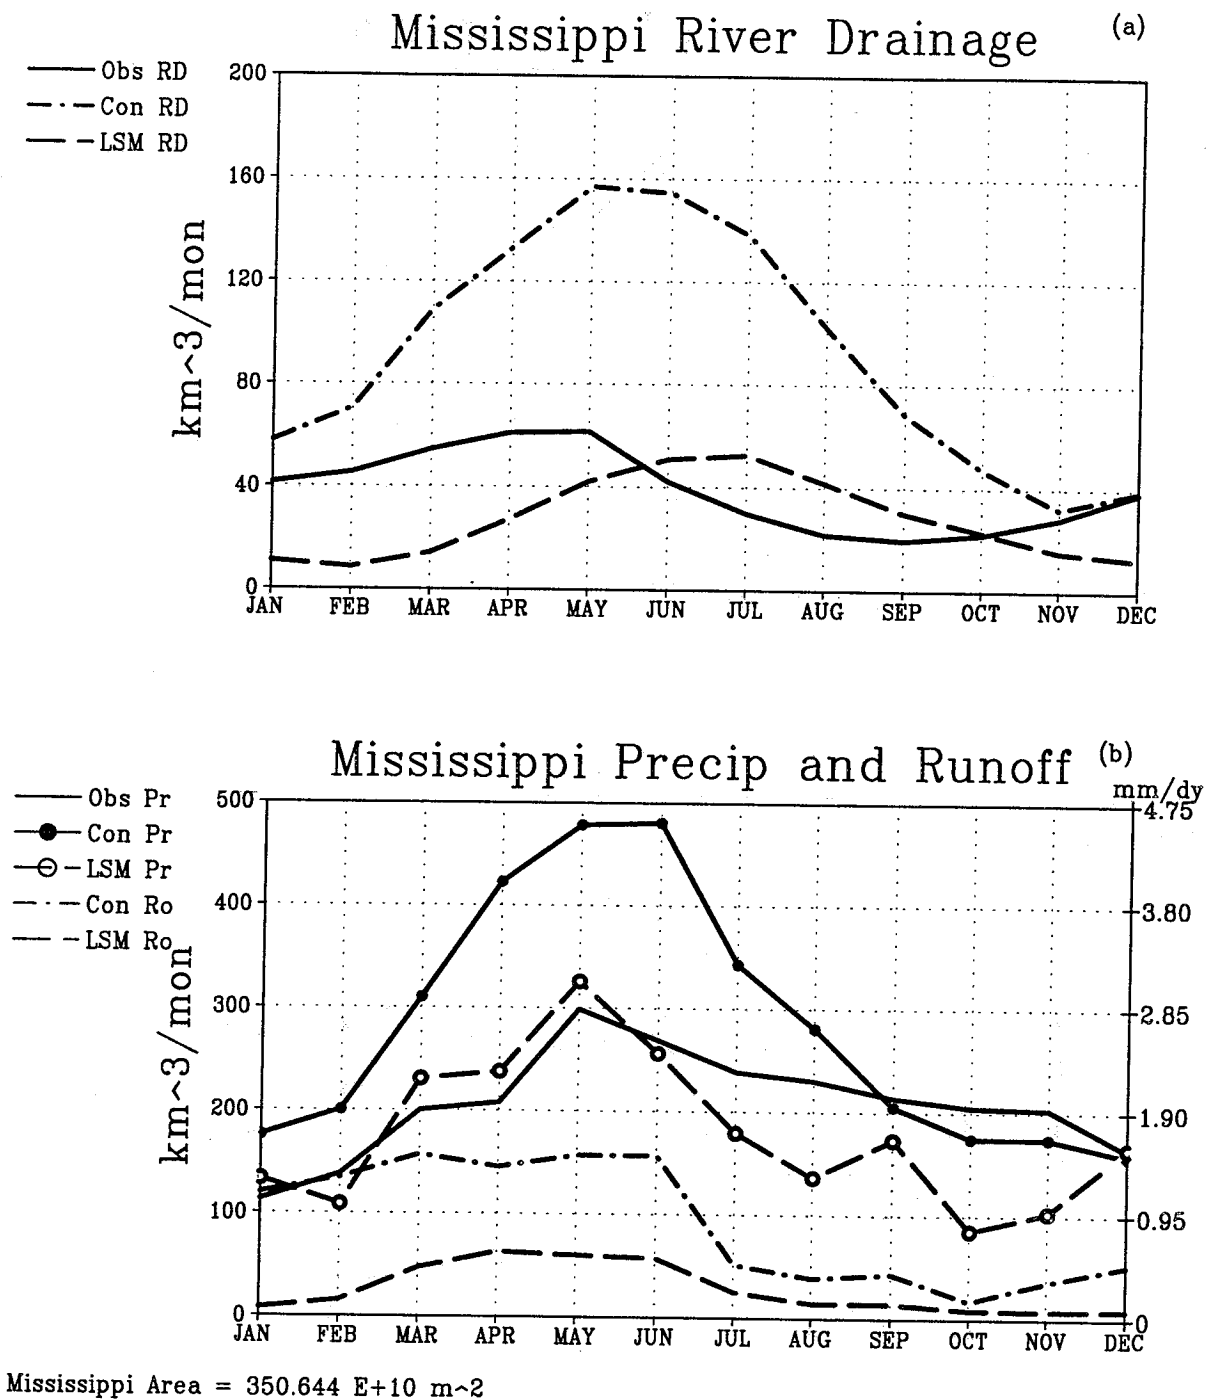 Mississippi River Drainage (a)
Obs RD
Con RD
LSM RD
200
160
120
80
40
0
km^3/mon
JAN FEB MAR APR MAY JUN JUL AUG SEP OCT NOV DEC
Mississippi Precip and Runoff (b)
Obs Pr
Con Pr
LSM Pr
Con Ro
LSM Ro
500
400
300
200
100
0
km^3/mon
mm/dy
4.75
3.80
2.85
1.90
0.95
0
JAN FEB MAR APR MAY JUN JUL AUG SEP OCT NOV DEC
Mississippi Area = 350.644 E+10 m^2